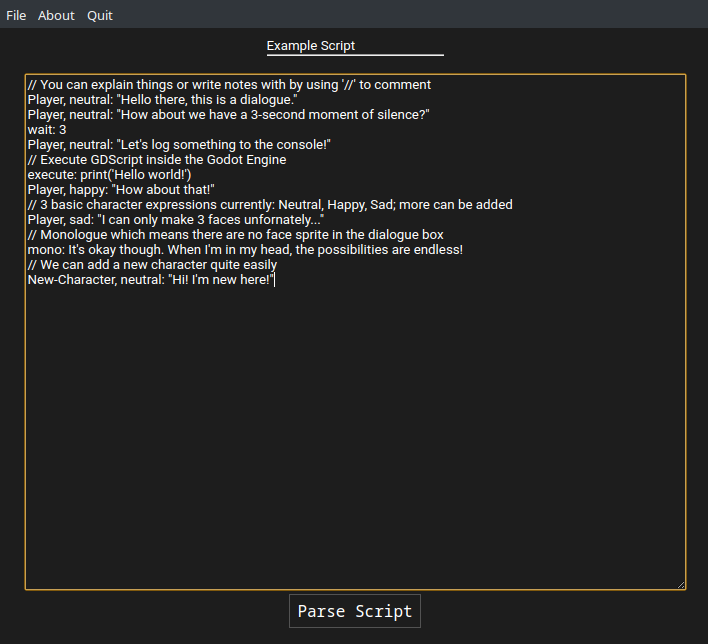 File About Quit
Example Script
// You can explain things or write notes with by using '//' to comment
Player, neutral: "Hello there, this is a dialogue."
Player, neutral: "How about we have a 3-second moment of silence?"
wait: 3
Player, neutral: "Let's log something to the console!"
// Execute GDScript inside the Godot Engine
execute: print('Hello world!')
Player, happy: "How about that!"
// 3 basic character expressions currently: Neutral, Happy, Sad; more can be added
Player, sad: "I can only make 3 faces unfornately..."
// Monologue which means there are no face sprite in the dialogue box
mono: It's okay though. When I'm in my head, the possibilities are endless!
// We can add a new character quite easily
New-Character, neutral: "Hi! I'm new here!"
Parse Script